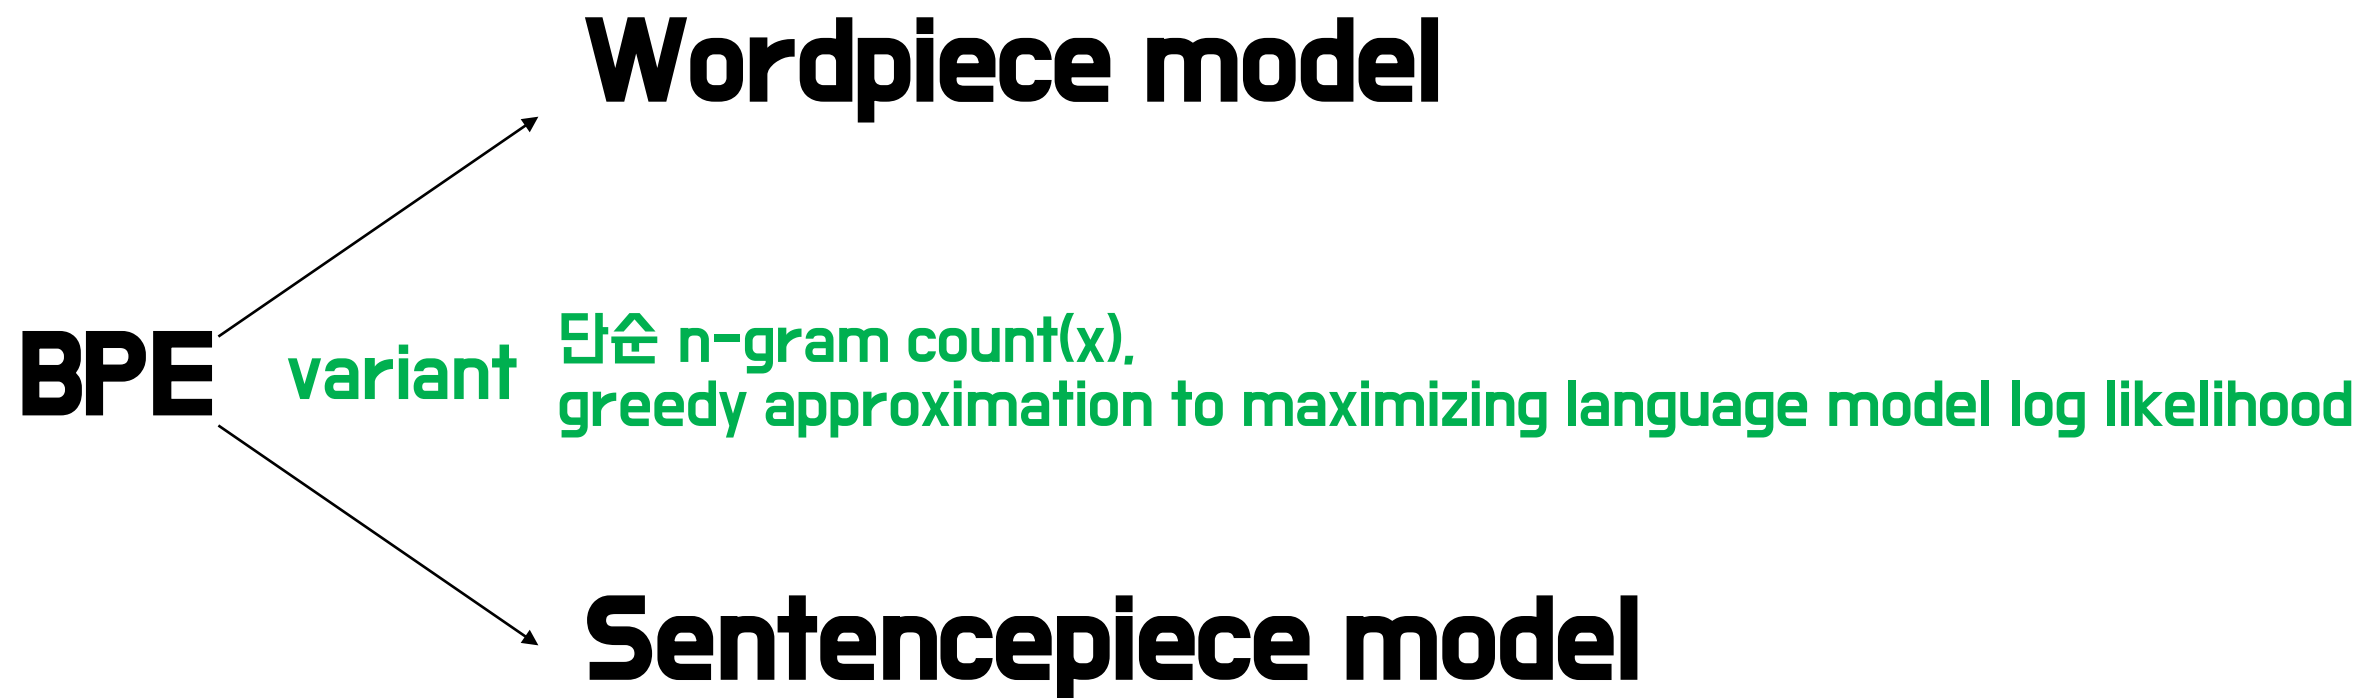 Wordpiece model
BPE
variant
단순 n-gram count(x),
greedy approximation to maximizing language model log likelihood
Sentencepiece model